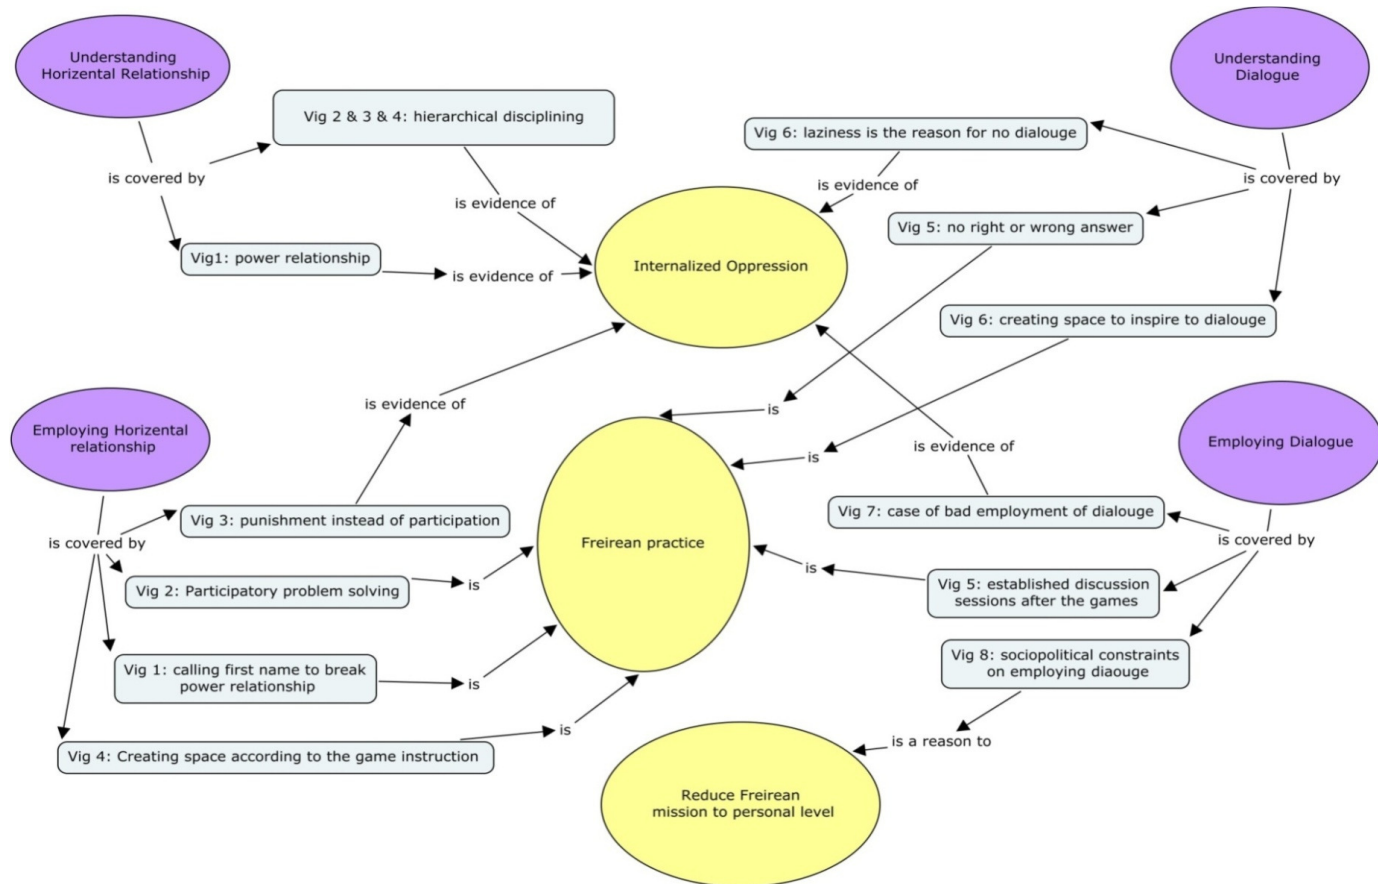 Understanding
Horizental Relationship
Understanding
Dialogue
Vig 2 & 3 & 4: hierarchical disciplining
Vig 6: laziness is the reason for no dialouge
is covered by
is evidence of
is covered by
is evidence of
Vig 5: no right or wrong answer
Vig1: power relationship
is evidence of
Internalized Oppression
Vig 6: creating space to inspire to dialouge
is evidence of
is
Employing Horizental
relationship
Employing Dialogue
is evidence of
is
Vig 3: punishment instead of participation
Vig 7: case of bad employment of dialouge
is covered by
Freirean practice
is covered by
is
Vig 2: Participatory problem solving
is
Vig 5: established discussion
sessions after the games
Vig 1: calling first name to break
power relationship
is
Vig 8: sociopolitical constraints
on employing diaouge
is
Vig 4: Creating space according to the game instruction
is a reason to
Reduce Freirean
mission to personal level